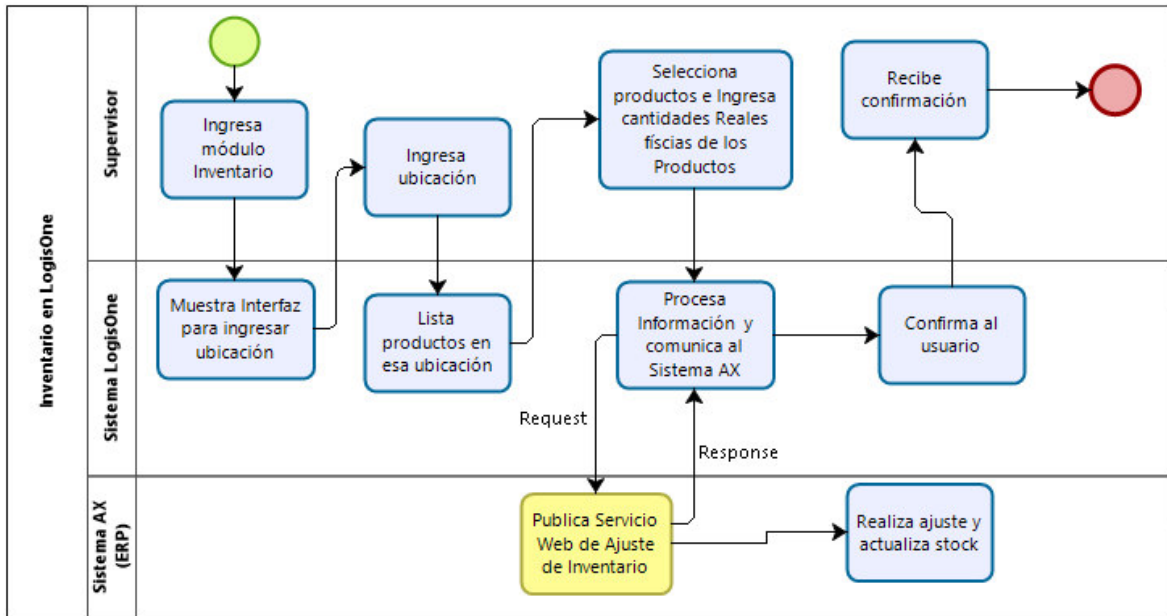 Inventario en LogisOne
Supervisor
Ingresa
módulo
Inventario
Ingresa
ubicación
Selecciona
productos e Ingresa
cantidades Reales
físcias de los
Productos
Recibe
confirmación
Sistema LogisOne
Muestra Interfaz
para ingresar
ubicación
Lista
productos en
esa ubicación
Procesa
Información y
comunica al
Sistema AX
Confirma al
usuario
Request
Response
Sistema AX
(ERP)
Publica Servicio
Web de Ajuste
de Inventario
Realiza ajuste y
actualiza stock